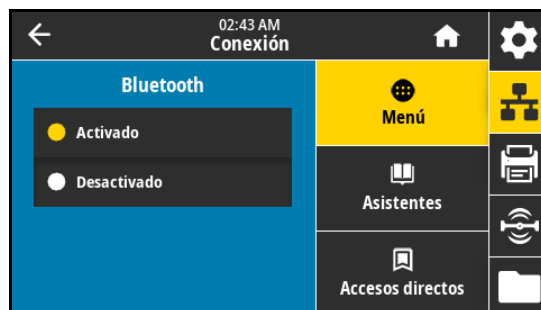 02:43 AM
Conexión
Bluetooth
Activado
Desactivado
Menú
Asistentes
Accesos directos